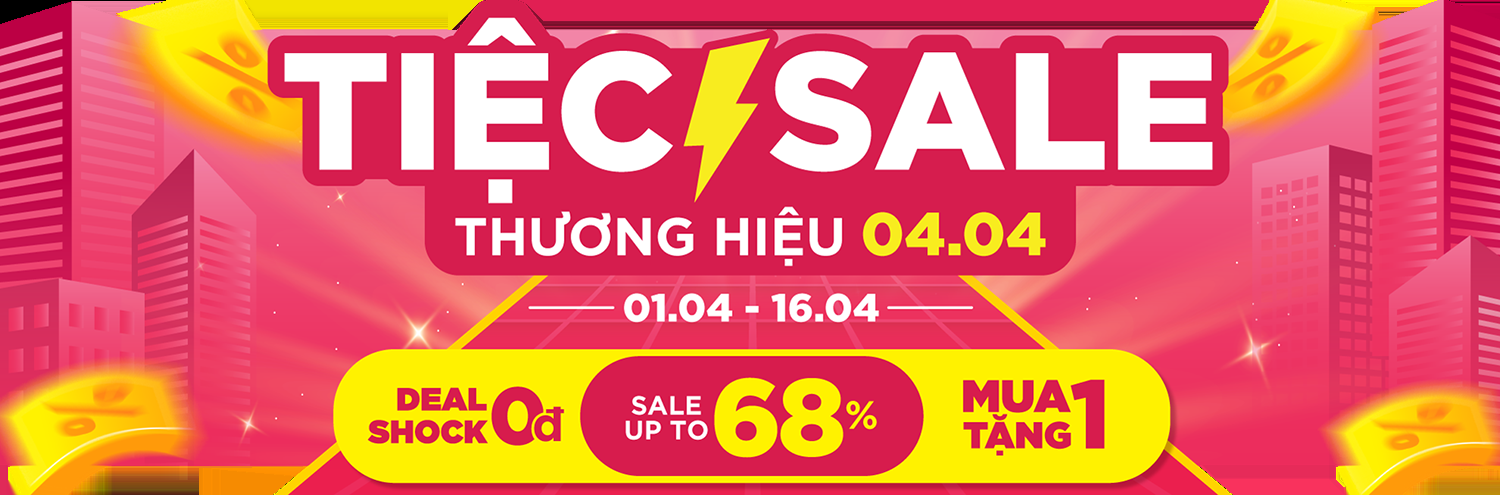 TIỆC SALE
THƯƠNG HIỆU 04.04
01.04 - 16.04
DEAL
SHOCK 0đ
SALE
UP TO 68%
MUA
TẶNG 1
%
%
%
%